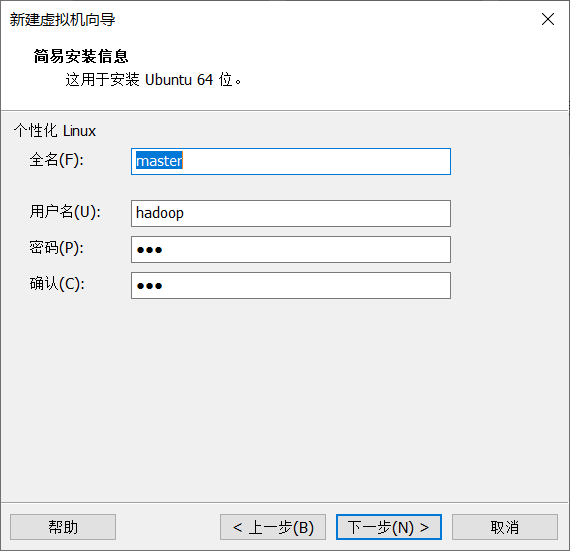 新建虚拟机向导
简易安装信息
这用于安装 Ubuntu 64 位。
个性化 Linux
全名(F): master
用户名(U): hadoop
密码(P): ●●●
确认(C): ●●●
帮助 < 上一步(B) 下一步(N) > 取消